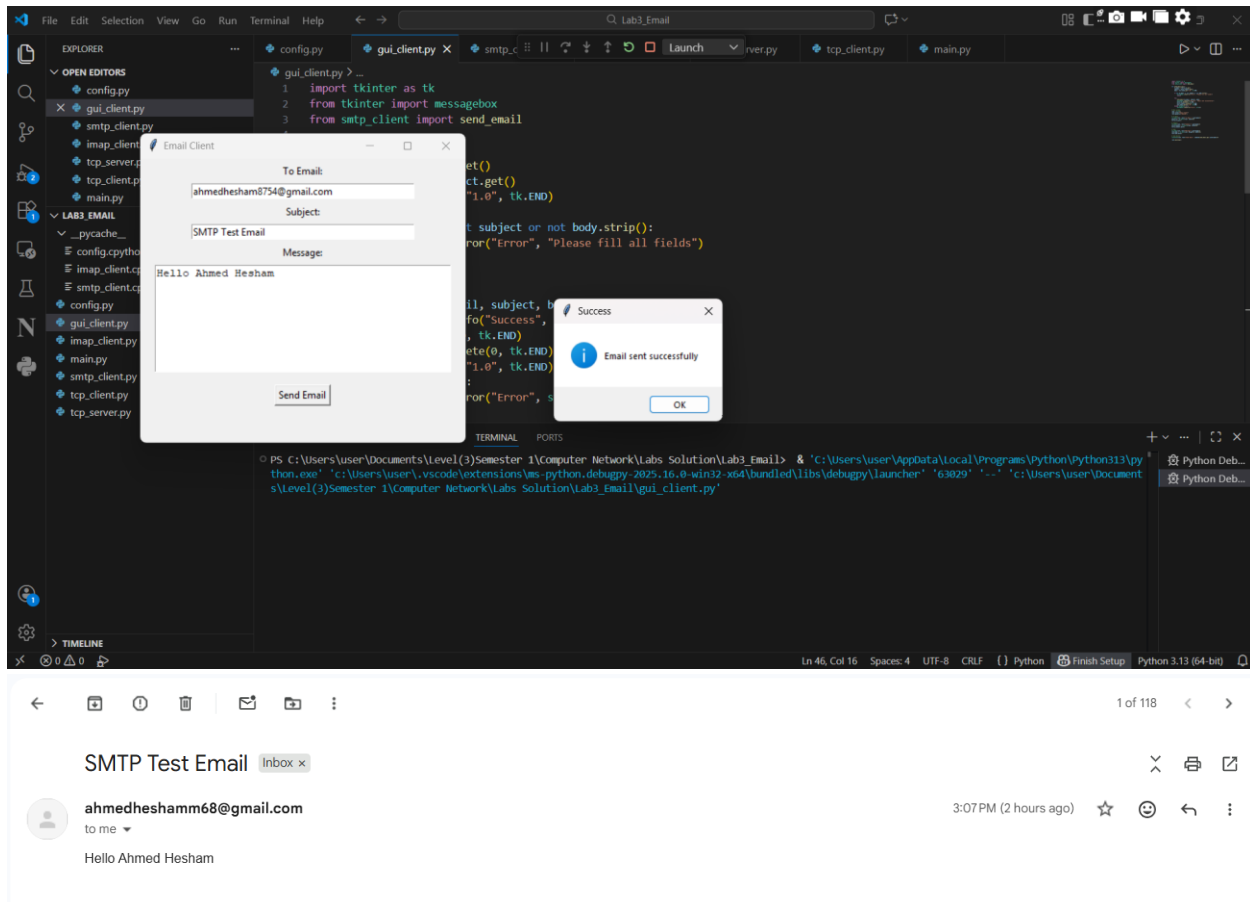 File Edit Selection View Go Run Terminal Help
Lab3_Email
EXPLORER
config.py
gui_client.py
smtp_c
Launch
rver.py
tcp_client.py
main.py
OPEN EDITORS
config.py
gui_client.py
smtp_client.py
imap_client
tcp_server.p
tcp_client.p
main.py
LAB3_EMAIL
__pycache__
config.cpytho
imap_client.cp
smtp_client.cp
config.py
gui_client.py
imap_client.py
main.py
smtp_client.py
tcp_client.py
tcp_server.py
TIMELINE
gui_client.py > ...
1 import tkinter as tk
2 from tkinter import messagebox
3 from smtp_client import send_email
et()
ct.get()
"1.0", tk.END)
t subject or not body.strip():
ror("Error", "Please fill all fields")
il, subject, b
fo("Success",
, tk.END)
ete(0, tk.END)
"1.0", tk.END)
:
ror("Error", s
Email Client
To Email:
ahmedhesham8754@gmail.com
Subject:
SMTP Test Email
Message:
Hello Ahmed Hesham
Send Email
Success
Email sent successfully
OK
TERMINAL PORTS
PS C:\Users\user\Documents\Level(3)Semester 1\Computer Network\Labs Solution\Lab3_Email> & 'C:\Users\user\AppData\Local\Programs\Python\Python313\py
thon.exe' 'c:\Users\user\.vscode\extensions\ms-python.debugpy-2025.16.0-win32-x64\bundled\libs\debugpy\launcher' '63029' '--' 'c:\Users\user\Document
s\Level(3)Semester 1\Computer Network\Labs Solution\Lab3_Email\gui_client.py'
Python Deb...
Python Deb...
0 0
Ln 46, Col 16 Spaces: 4 UTF-8 CRLF { } Python Finish Setup Python 3.13 (64-bit)
1 of 118
SMTP Test Email Inbox ×
ahmedheshamm68@gmail.com
3:07 PM (2 hours ago)
to me
Hello Ahmed Hesham